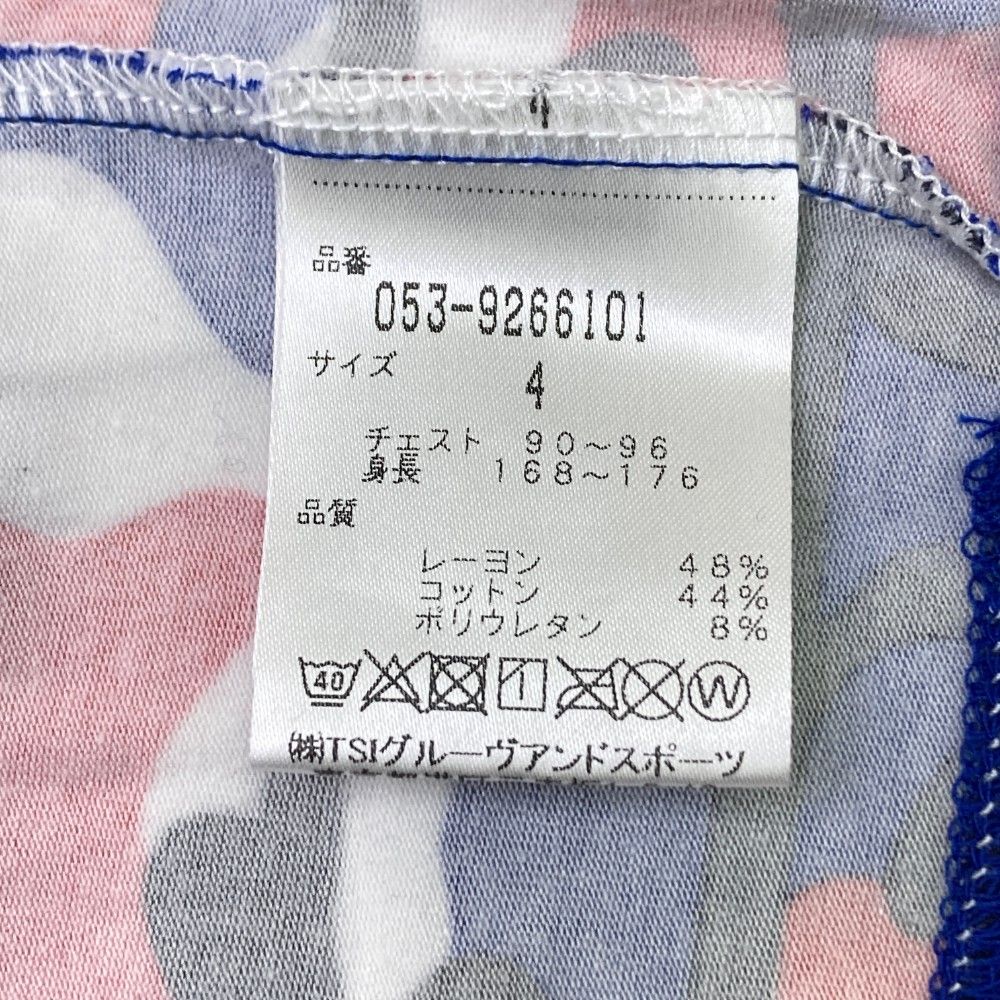 品番
053-9266101
サイズ 4
チェスト 90～96
身長 168～176
品質
レーヨン 48%
コットン 44%
ポリウレタン 8%
40 W
㈱TSIグルーヴアンドスポーツ